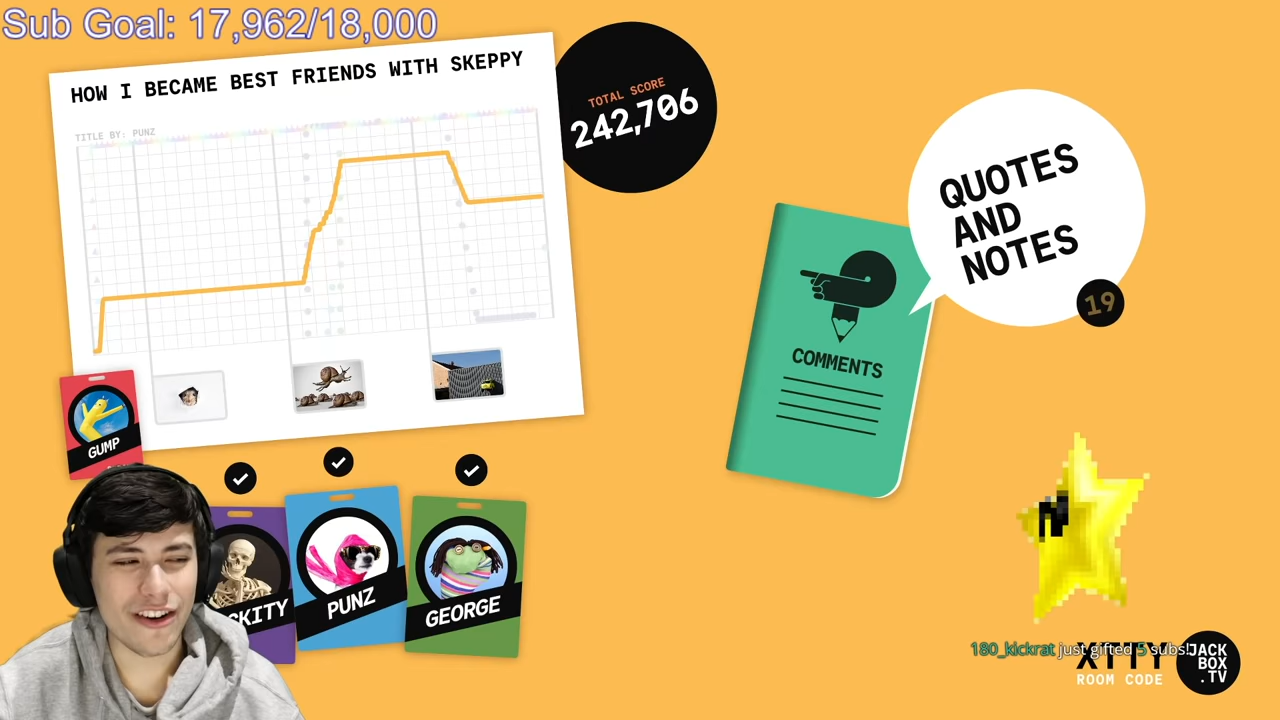 Sub Goal: 17,962/18,000
HOW I BECAME BEST FRIENDS WITH SKEPPY
TITLE BY: PUNZ
TOTAL SCORE
242,706
QUOTES
AND
NOTES
19
COMMENTS
GUMP
CKITY
PUNZ
GEORGE
180_kickrat just gifted 5 subs!
XTTY
ROOM CODE
JACK
BOX
.TV